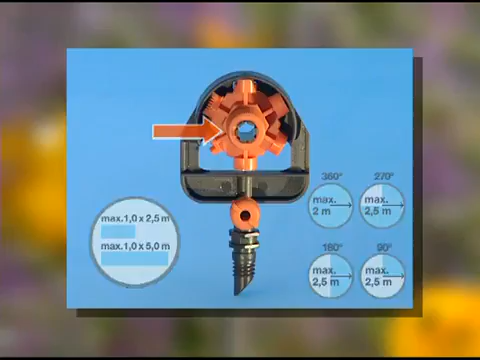 360° 270°
max. 2 m
max. 2,5 m
max.1,0 x 2,5 m
max.1,0 x 5,0 m
180° 90°
max. 2,5 m
max. 2,5 m